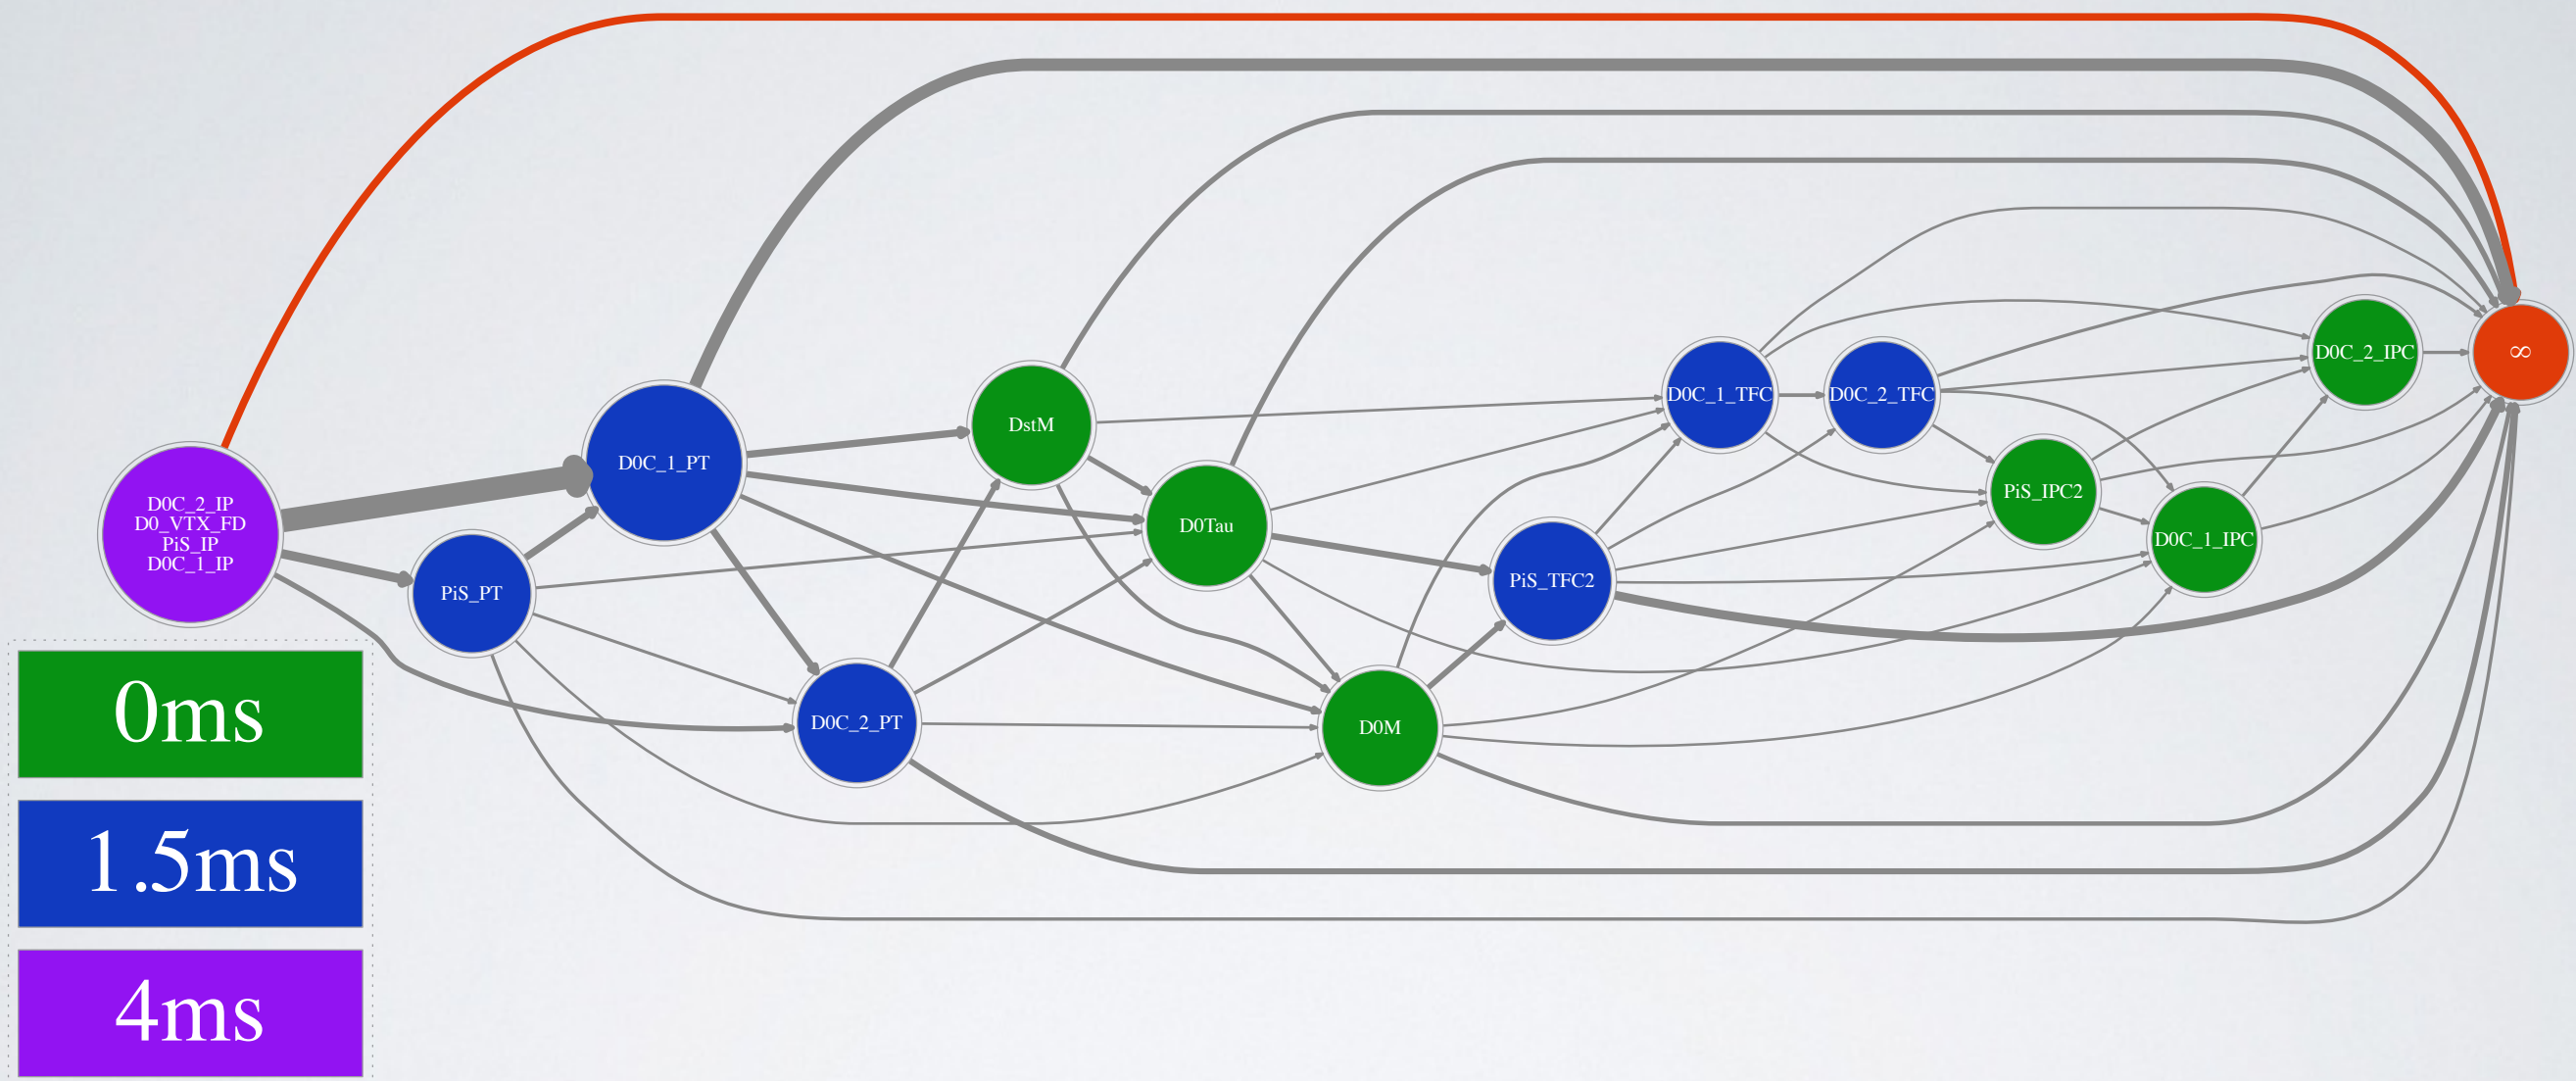 D0C_2_IP
D0_VTX_FD
PiS_IP
D0C_1_IP
PiS_PT
D0C_1_PT
D0C_2_PT
DstM
D0Tau
D0M
PiS_TFC2
D0C_1_TFC
D0C_2_TFC
PiS_IPC2
D0C_1_IPC
D0C_2_IPC
∞
0ms
1.5ms
4ms